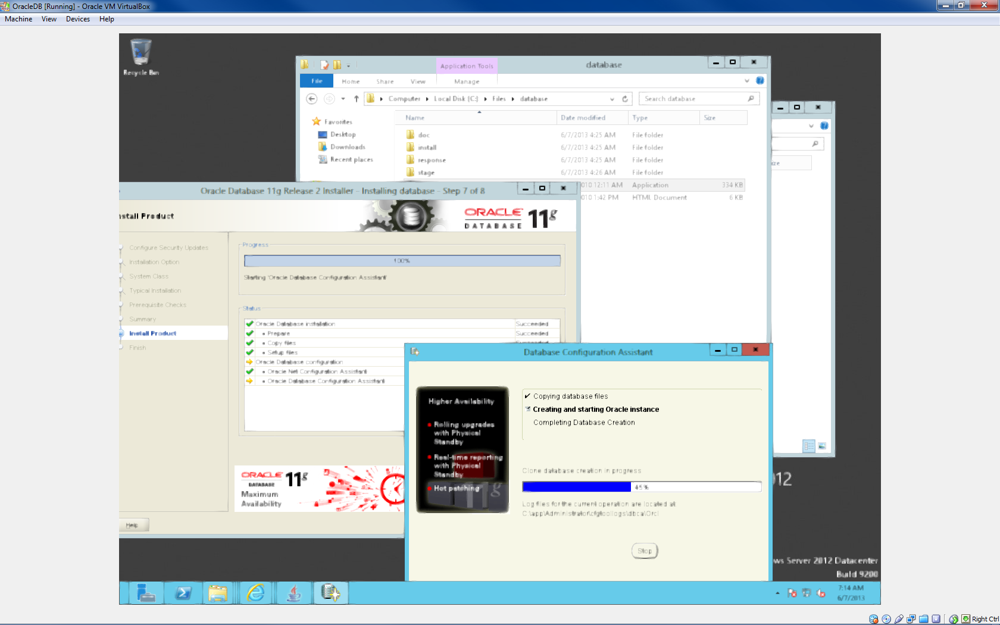 OracleDB [Running] - Oracle VM VirtualBox
Machine View Devices Help
Recycle Bin
Application Tools
database
File Home Share View Manage
Computer Local Disk (C:) Files database
Search database
Name Date modified Type Size
Favorites
Desktop
Downloads
Recent places
doc 6/7/2013 4:25 AM File folder
install 6/7/2013 4:25 AM File folder
response 6/7/2013 4:25 AM File folder
stage 6/7/2013 4:26 AM File folder
010 12:11 AM Application 334 KB
010 1:42 PM HTML Document 6 KB
ize
Oracle Database 11g Release 2 Installer - Installing database - Step 7 of 8
nstall Product
ORACLE DATABASE 11g
Configure Security Updates
Installation Option
System Class
Typical Installation
Prerequisite Checks
Summary
Install Product
Finish
Progress
100%
Starting 'Oracle Database Configuration Assistant'
Status
Oracle Database installation Succeeded
• Prepare Succeeded
• Copy files Succeeded
• Setup files
Oracle Database configuration
• Oracle Net Configuration Assistant
• Oracle Database Configuration Assistant
ORACLE DATABASE 11g
Maximum
Availability
Help
Database Configuration Assistant
Higher Availability
Rolling upgrades
with Physical
Standby
Real-time reporting
with Physical
Standby
Hot patching
11g
Copying database files
Creating and starting Oracle instance
Completing Database Creation
Clone database creation in progress
45%
Log files for the current operation are located at:
C:\app\Administrator\cfgtoollogs\dbca\Orcl
Stop
012
ws Server 2012 Datacenter
Build 9200
7:14 AM
6/7/2013
Right Ctrl